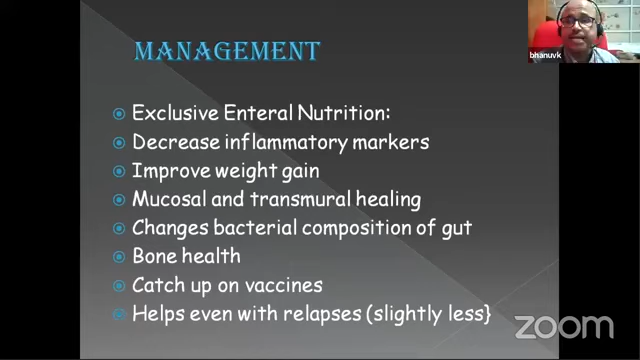 MANAGEMENT
bhanuvk
Exclusive Enteral Nutrition:
Decrease inflammatory markers
Improve weight gain
Mucosal and transmural healing
Changes bacterial composition of gut
Bone health
Catch up on vaccines
Helps even with relapses (slightly less}
zoom